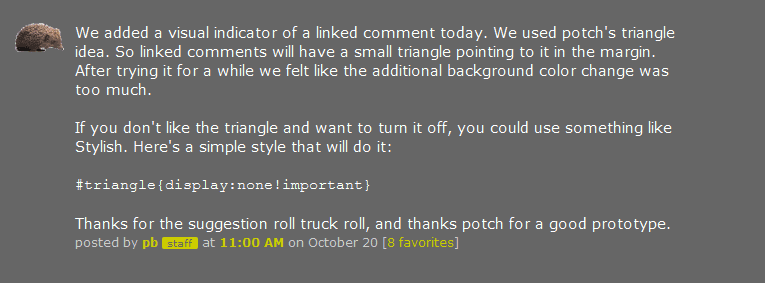 We added a visual indicator of a linked comment today. We used potch's triangle
idea. So linked comments will have a small triangle pointing to it in the margin.
After trying it for a while we felt like the additional background color change was
too much.
If you don't like the triangle and want to turn it off, you could use something like
Stylish. Here's a simple style that will do it:
#triangle{display:none!important}
Thanks for the suggestion roll truck roll, and thanks potch for a good prototype.
posted by pb staff at 11:00 AM on October 20 [8 favorites]